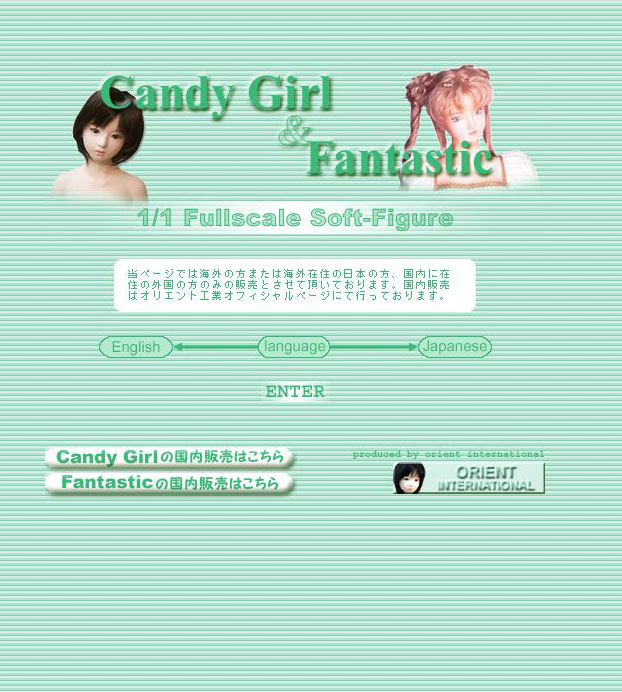 Candy Girl
&
Fantastic
1/1 Fullscale Soft-Figure
当ページでは海外の方または海外在住の日本の方、国内に在
住の外国の方のみの販売とさせて頂いております。国内販売
はオリエント工業オフィシャルページにて行っております。
English language Japanese
ENTER
Candy Girlの国内販売はこちら
Fantasticの国内販売はこちら
produced by orient international
ORIENT
INTERNATIONAL